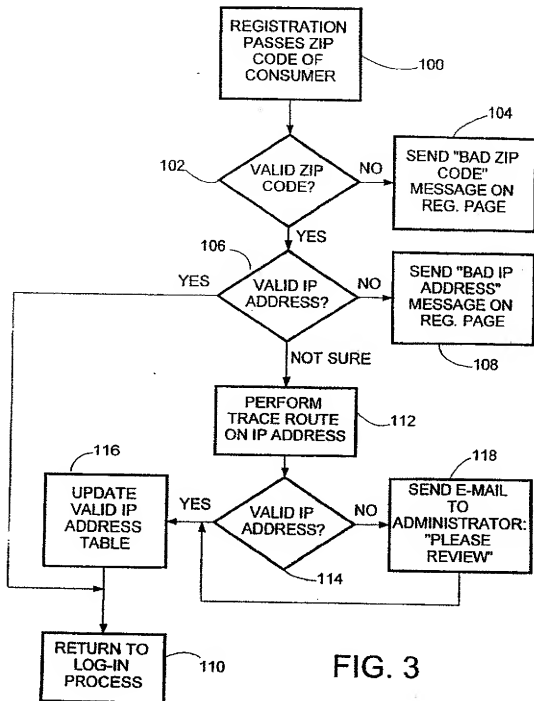 REGISTRATION
PASSES ZIP
CODE OF
CONSUMER
100
102
VALID ZIP
CODE?
NO
104
SEND "BAD ZIP
CODE"
MESSAGE ON
REG. PAGE
YES
106
YES
VALID IP
ADDRESS?
NO
SEND "BAD IP
ADDRESS"
MESSAGE ON
REG. PAGE
108
NOT SURE
PERFORM
TRACE ROUTE
ON IP ADDRESS
112
116
UPDATE
VALID IP
ADDRESS
TABLE
YES
VALID IP
ADDRESS?
114
NO
118
SEND E-MAIL
TO
ADMINISTRATOR:
"PLEASE
REVIEW"
RETURN TO
LOG-IN
PROCESS
110
FIG. 3